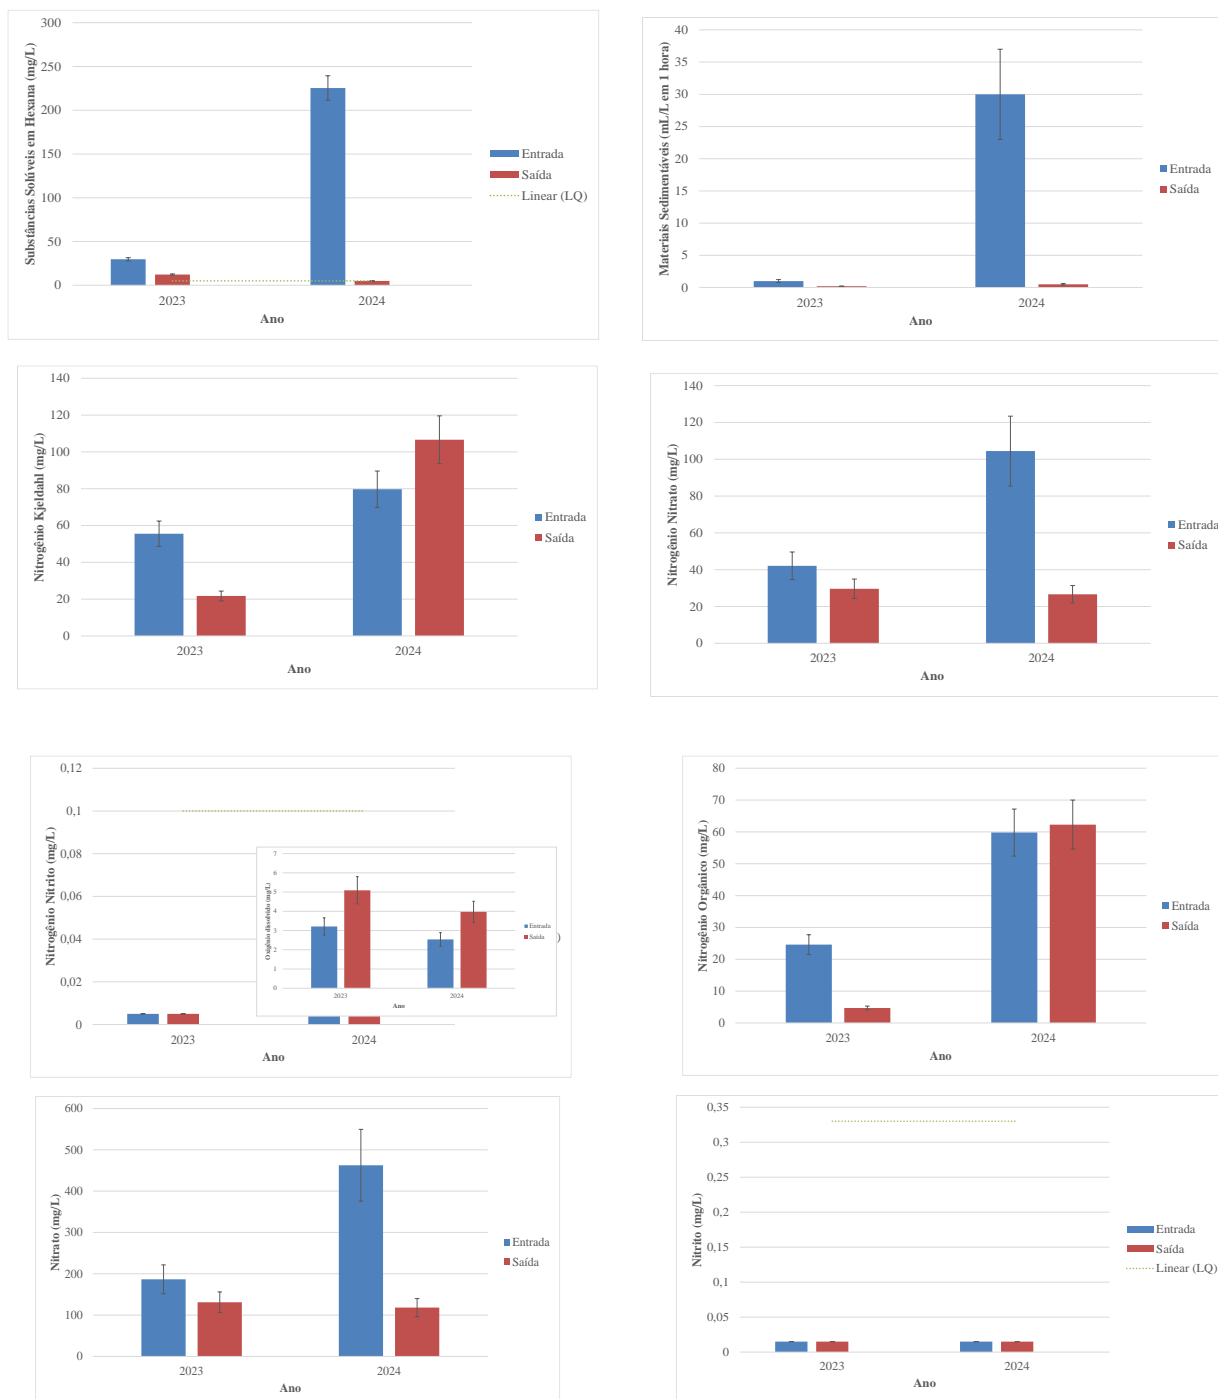 Substâncias Solúveis em Hexana (mg/L)
300
250
200
150
100
50
0
2023
2024
Ano
Entrada
Saída
Linear (LQ)
Materiais Sedimentáveis (mL/L em 1 hora)
40
35
30
25
20
15
10
5
0
2023
2024
Ano
Entrada
Saída
Nitrogênio Kjeldahl (mg/L)
140
120
100
80
60
40
20
0
2023
2024
Ano
Entrada
Saída
Nitrogênio Nitrato (mg/L)
140
120
100
80
60
40
20
0
2023
2024
Ano
Entrada
Saída
Nitrogênio Nitrito (mg/L)
0,12
0,1
0,08
0,06
0,04
0,02
0
2023
2024
Ano
)
Oxigênio dissolvido (mg/L)
7
6
5
4
3
2
1
0
2023
2024
Ano
Entrada
Saída
Nitrogênio Orgânico (mg/L)
80
70
60
50
40
30
20
10
0
2023
2024
Ano
Entrada
Saída
Nitrato (mg/L)
600
500
400
300
200
100
0
2023
2024
Ano
Entrada
Saída
Nitrito (mg/L)
0,35
0,3
0,25
0,2
0,15
0,1
0,05
0
2023
2024
Ano
Entrada
Saída
Linear (LQ)